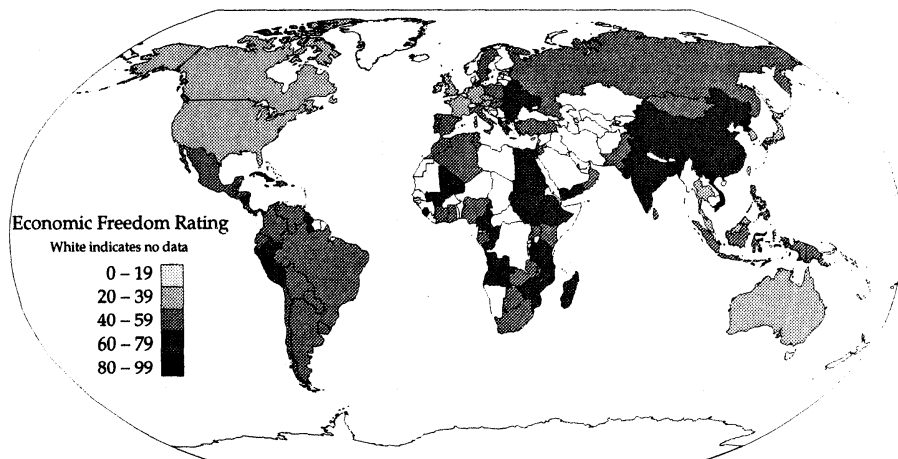 Economic Freedom Rating
White indicates no data
0 – 19
20 – 39
40 – 59
60 – 79
80 – 99